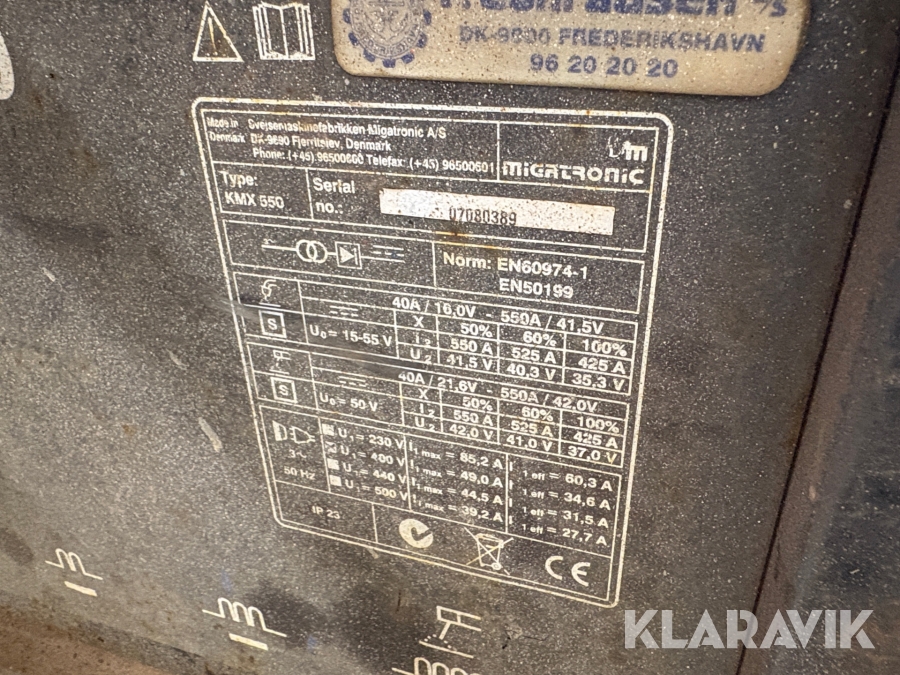 DK-9900 FREDERIKSHAVN
96 20 20 20
Made in Denmark
Svejsemaskinefabrikken Migatronic A/S
DK-9690 Fjerritslev, Denmark
Phone: (+45) 96500600 Telefax: (+45) 96500601
MIGATRONIC
Type:
KMX 550
Serial
no.:
07080389
Norm: EN60974-1
EN50199
40A / 16,0V - 550A / 41,5V
S
U₀ = 15-55 V
X 50% 60% 100%
I₂ 550 A 525 A 425 A
U₂ 41,5 V 40,3 V 35,3 V
40A / 21,6V - 550A / 42,0V
S
U₀ = 50 V
X 50% 60% 100%
I₂ 550 A 525 A 425 A
U₂ 42,0 V 41,0 V 37,0 V
3~
50 Hz
U₁ = 230 V I₁ max = 85,2 A I₁ eff = 60,3 A
U₁ = 400 V I₁ max = 49,0 A I₁ eff = 34,6 A
U₁ = 440 V I₁ max = 44,5 A I₁ eff = 31,5 A
U₁ = 500 V I₁ max = 39,2 A I₁ eff = 27,7 A
IP 23
CE
KLARAVIK